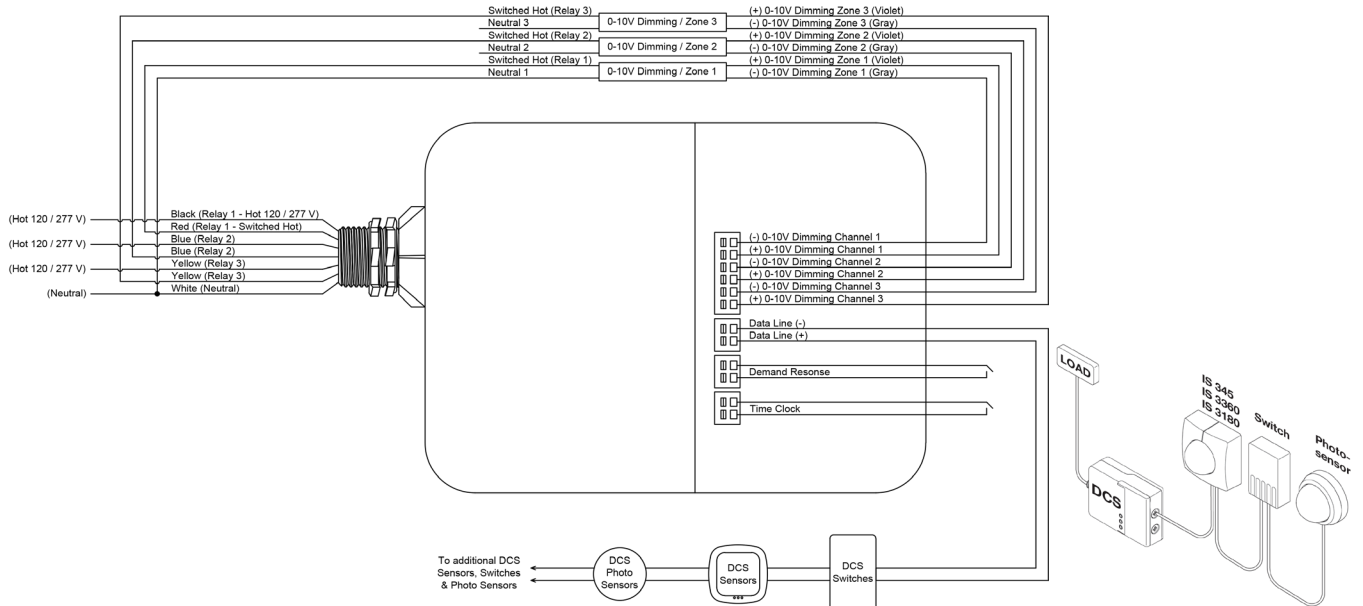 Switched Hot (Relay 3)
Neutral 3
Switched Hot (Relay 2)
Neutral 2
Switched Hot (Relay 1)
Neutral 1
0-10V Dimming / Zone 3
0-10V Dimming / Zone 2
0-10V Dimming / Zone 1
(+) 0-10V Dimming Zone 3 (Violet)
(-) 0-10V Dimming Zone 3 (Gray)
(+) 0-10V Dimming Zone 2 (Violet)
(-) 0-10V Dimming Zone 2 (Gray)
(+) 0-10V Dimming Zone 1 (Violet)
(-) 0-10V Dimming Zone 1 (Gray)
(Hot 120 / 277 V)
(Hot 120 / 277 V)
(Hot 120 / 277 V)
(Neutral)
Black (Relay 1 - Hot 120 / 277 V)
Red (Relay 1 - Switched Hot)
Blue (Relay 2)
Blue (Relay 2)
Yellow (Relay 3)
Yellow (Relay 3)
White (Neutral)
(-) 0-10V Dimming Channel 1
(+) 0-10V Dimming Channel 1
(-) 0-10V Dimming Channel 2
(+) 0-10V Dimming Channel 2
(-) 0-10V Dimming Channel 3
(+) 0-10V Dimming Channel 3
Data Line (-)
Data Line (+)
Demand Resonse
Time Clock
LOAD
DCS
IS 345
IS 3360
IS 3180
Switch
Photo-
sensor
To additional DCS
Sensors, Switches
& Photo Sensors
DCS
Photo
Sensors
DCS
Sensors
DCS
Switches